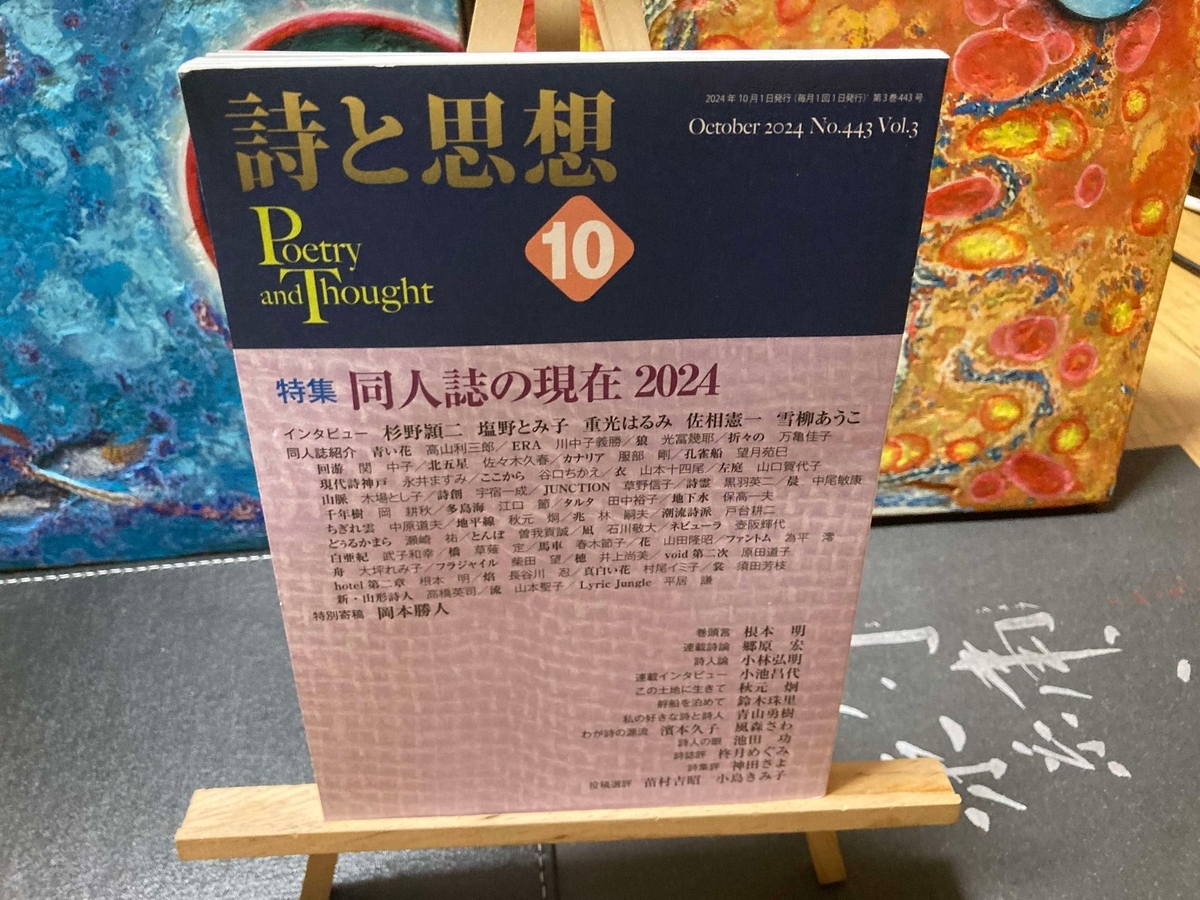 詩と思想
2024年10月1日発行（毎月1回1日発行）第3巻443号
October 2024 No.443 Vol.3
Poetry
and Thought
10
特集 同人誌の現在 2024
インタビュー 杉野穎二 塩野とみ子 重光はるみ 佐相憲一 雪柳あうこ
同人誌紹介 青い花 高山利三郎／ERA 川中子義勝／狼 光冨幾耶／折々の 万亀佳子
回游 関 中子／北五星 佐々木久春／カナリア 服部 剛／孔雀船 望月苑巳
現代詩神戸 永井ますみ／ここから 谷口ちかえ／衣 山本十四尾／左庭 山口賀代子
山脈 木場とし子／詩創 宇宿一成／JUNCTION 草野信子／詩霊 黒羽英二／晨 中尾敏康
千年樹 岡 耕秋／多島海 江口 節／タルタ 田中裕子／地下水 保高一夫
ちぎれ雲 中原道夫／地平線 秋元 炯／兆 林 嗣夫／潮流詩派 戸台耕二
どぅるかまら 瀬崎 祐／とんぼ 曽我貢誠／凪 石川敬大／ネビューラ 壺阪輝代
白亜紀 武子和幸／橋 草薙 定／馬車 春木節子／花 山田隆昭／ファントム 為平 澪
舟 大坪れみ子／フラジャイル 柴田 望／穂 井上尚美／void 第二次 原田道子
hotel 第二章 根本 明／焰 長谷川 忍／真白い花 村尾イミ子／裳 須田芳枝
新・山形詩人 高橋英司／流 山本聖子／Lyric Jungle 平居 謙
特別寄稿 岡本勝人
巻頭言 根本 明
連載詩論 郷原 宏
詩人論 小林弘明
連載インタビュー 小池昌代
この土地に生きて 秋元 炯
艀船を泊めて 鈴木珠里
私の好きな詩と詩人 青山勇樹
わが詩の源流 濱本久子 風森さわ
詩人の眼 池田 功
詩誌評 柊月めぐみ
詩集評 神田さよ
投稿選評 苗村吉昭 小島きみ子